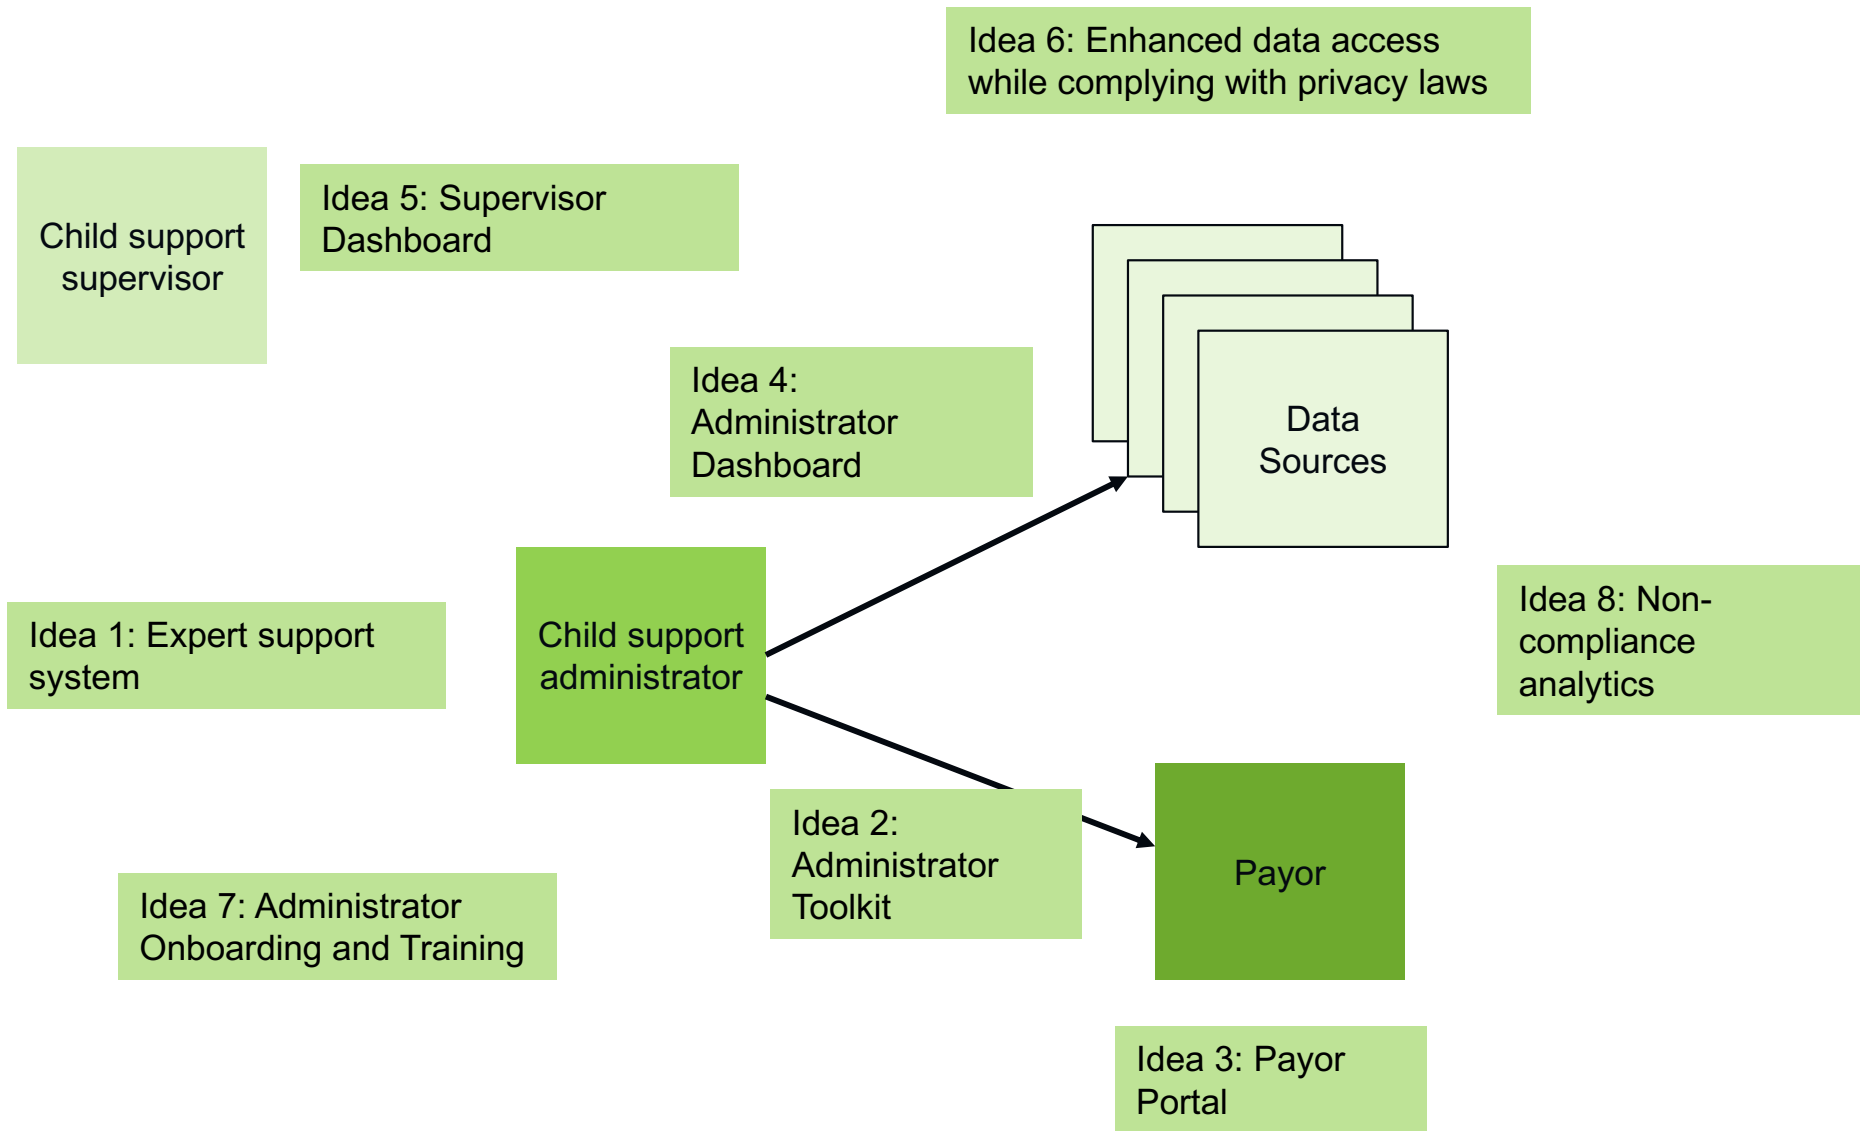 Idea 6: Enhanced data access
while complying with privacy laws
Child support
supervisor
Idea 5: Supervisor
Dashboard
Idea 4:
Administrator
Dashboard
Data
Sources
Idea 1: Expert support
system
Child support
administrator
Idea 8: Non-
compliance
analytics
Idea 2:
Administrator
Toolkit
Payor
Idea 7: Administrator
Onboarding and Training
Idea 3: Payor
Portal